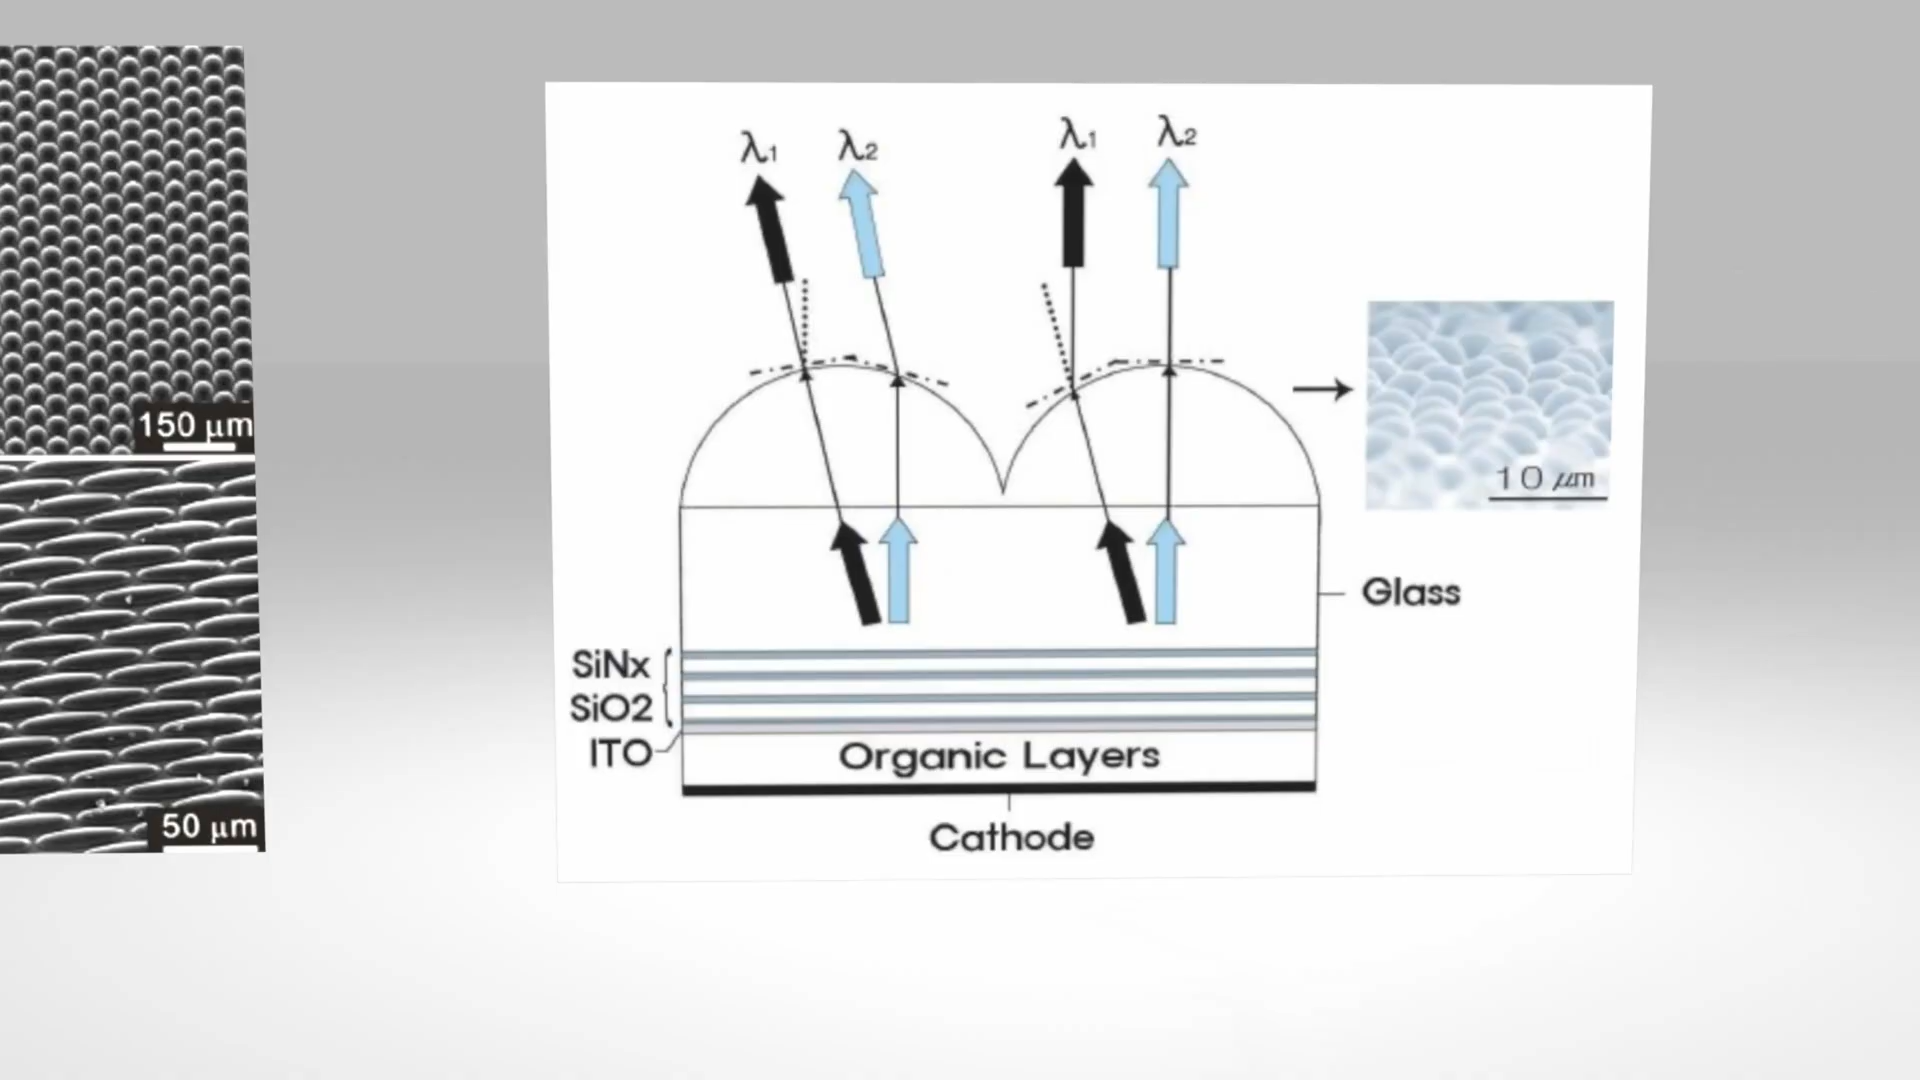 150 μm
50 μm
λ1
λ2
λ1
λ2
10 μm
Glass
SiNx
SiO2
ITO
Organic Layers
Cathode